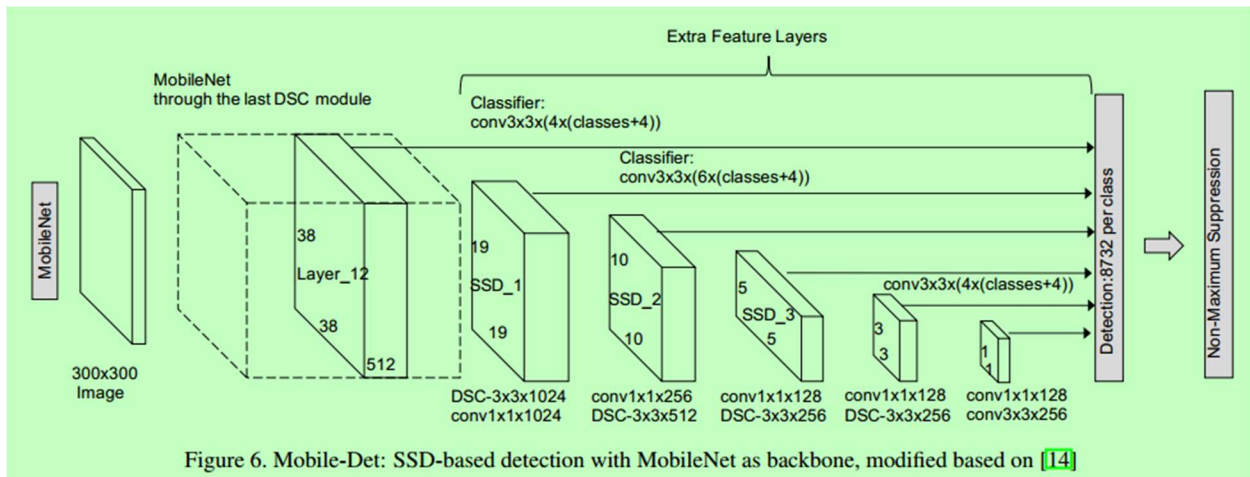 Extra Feature Layers
MobileNet
through the last DSC module
Classifier:
conv3x3x(4x(classes+4))
Classifier:
conv3x3x(6x(classes+4))
MobileNet
300x300
Image
38
Layer_12
38
512
19
SSD_1
19
DSC-3x3x1024
conv1x1x1024
10
SSD_2
10
conv1x1x256
DSC-3x3x512
5
SSD_3
5
conv1x1x128
DSC-3x3x256
conv3x3x(4x(classes+4))
3
3
conv1x1x128
DSC-3x3x256
1
1
conv1x1x128
conv3x3x256
Detection:8732 per class
Non-Maximum Suppression
Figure 6. Mobile-Det: SSD-based detection with MobileNet as backbone, modified based on [14]